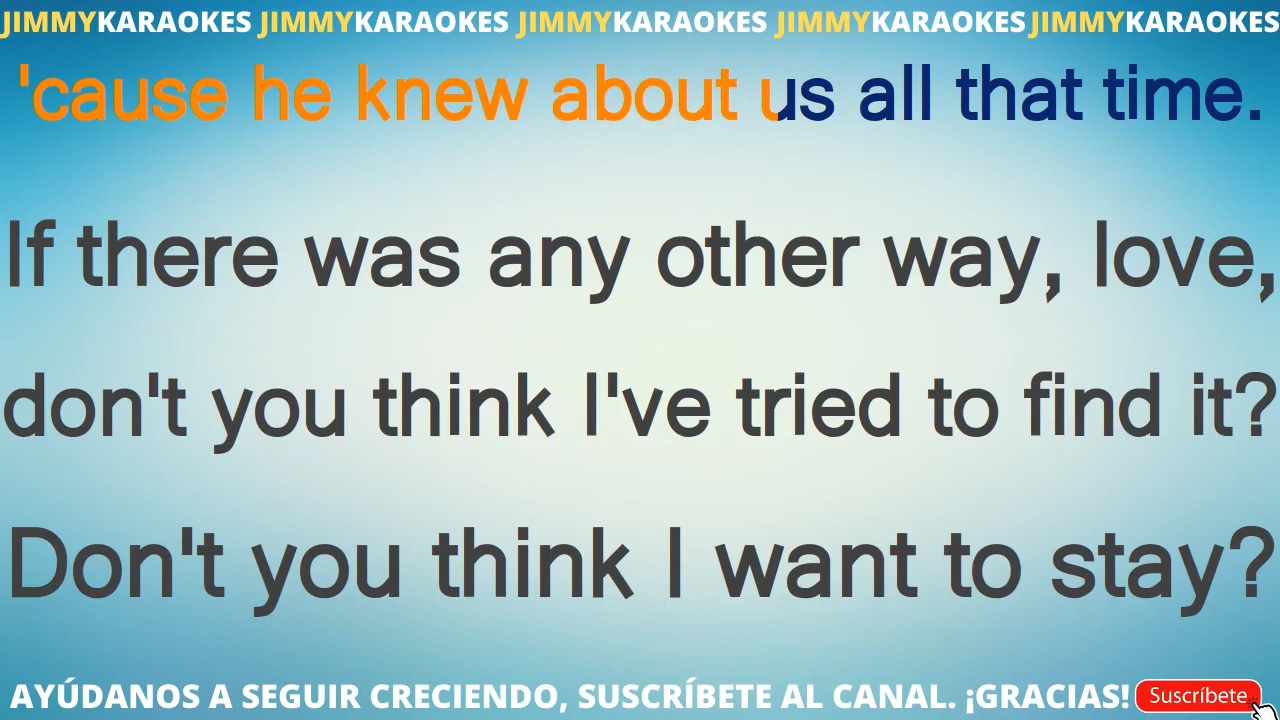 JIMMYKARAOKES JIMMYKARAOKES JIMMYKARAOKES JIMMYKARAOKES JIMMYKARAOKES
'cause he knew about us all that time.
If there was any other way, love,
don't you think I've tried to find it?
Don't you think I want to stay?
AYÚDANOS A SEGUIR CRECIENDO, SUSCRÍBETE AL CANAL. ¡GRACIAS! Suscríbete